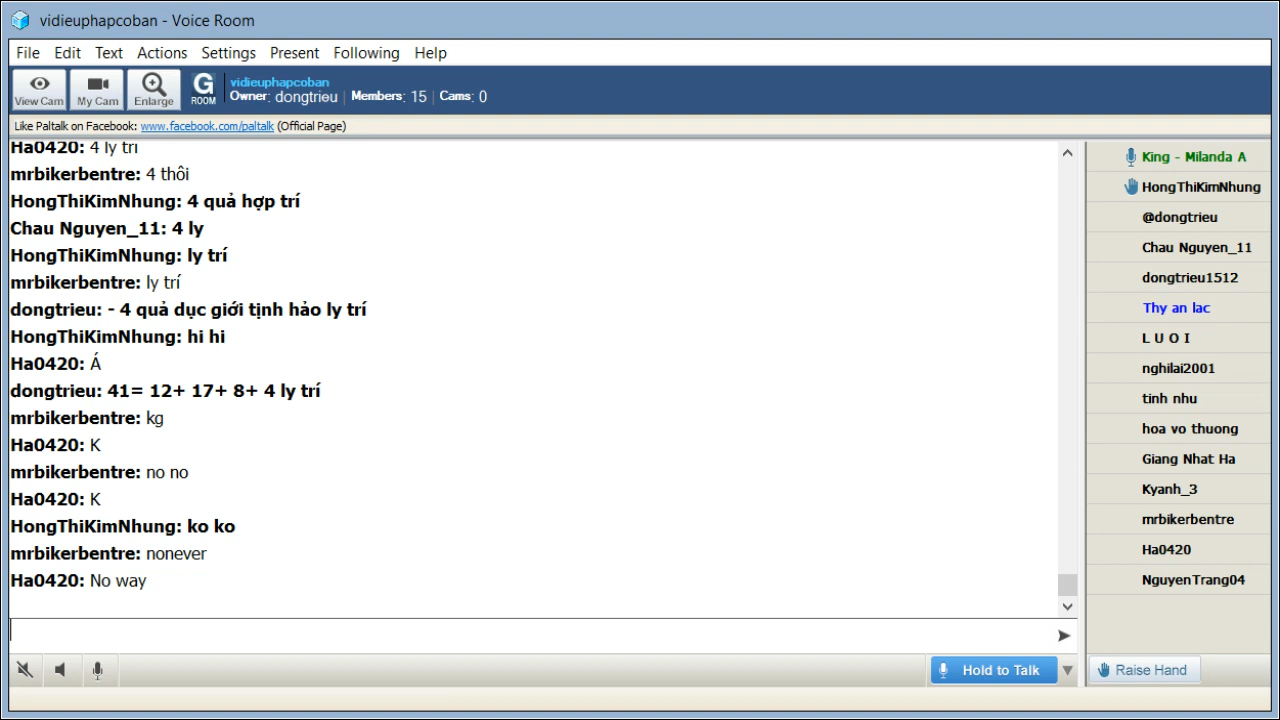 vidieuphapcoban - Voice Room
File Edit Text Actions Settings Present Following Help
View Cam
My Cam
Enlarge
G
ROOM
vidieuphapcoban
Owner: dongtrieu | Members: 15 | Cams: 0
Like Paltalk on Facebook: www.facebook.com/paltalk (Official Page)
Ha0420: 4 ly trí
mrbikerbentre: 4 thôi
HongThiKimNhung: 4 quả hợp trí
Chau Nguyen_11: 4 ly
HongThiKimNhung: ly trí
mrbikerbentre: ly trí
dongtrieu: - 4 quả dục giới tịnh hảo ly trí
HongThiKimNhung: hi hi
Ha0420: Á
dongtrieu: 41= 12+ 17+ 8+ 4 ly trí
mrbikerbentre: kg
Ha0420: K
mrbikerbentre: no no
Ha0420: K
HongThiKimNhung: ko ko
mrbikerbentre: nonever
Ha0420: No way
Hold to Talk
King - Milanda A
HongThiKimNhung
@dongtrieu
Chau Nguyen_11
dongtrieu1512
Thy an lac
L U O I
nghilai2001
tinh nhu
hoa vo thuong
Giang Nhat Ha
Kyanh_3
mrbikerbentre
Ha0420
NguyenTrang04
Raise Hand